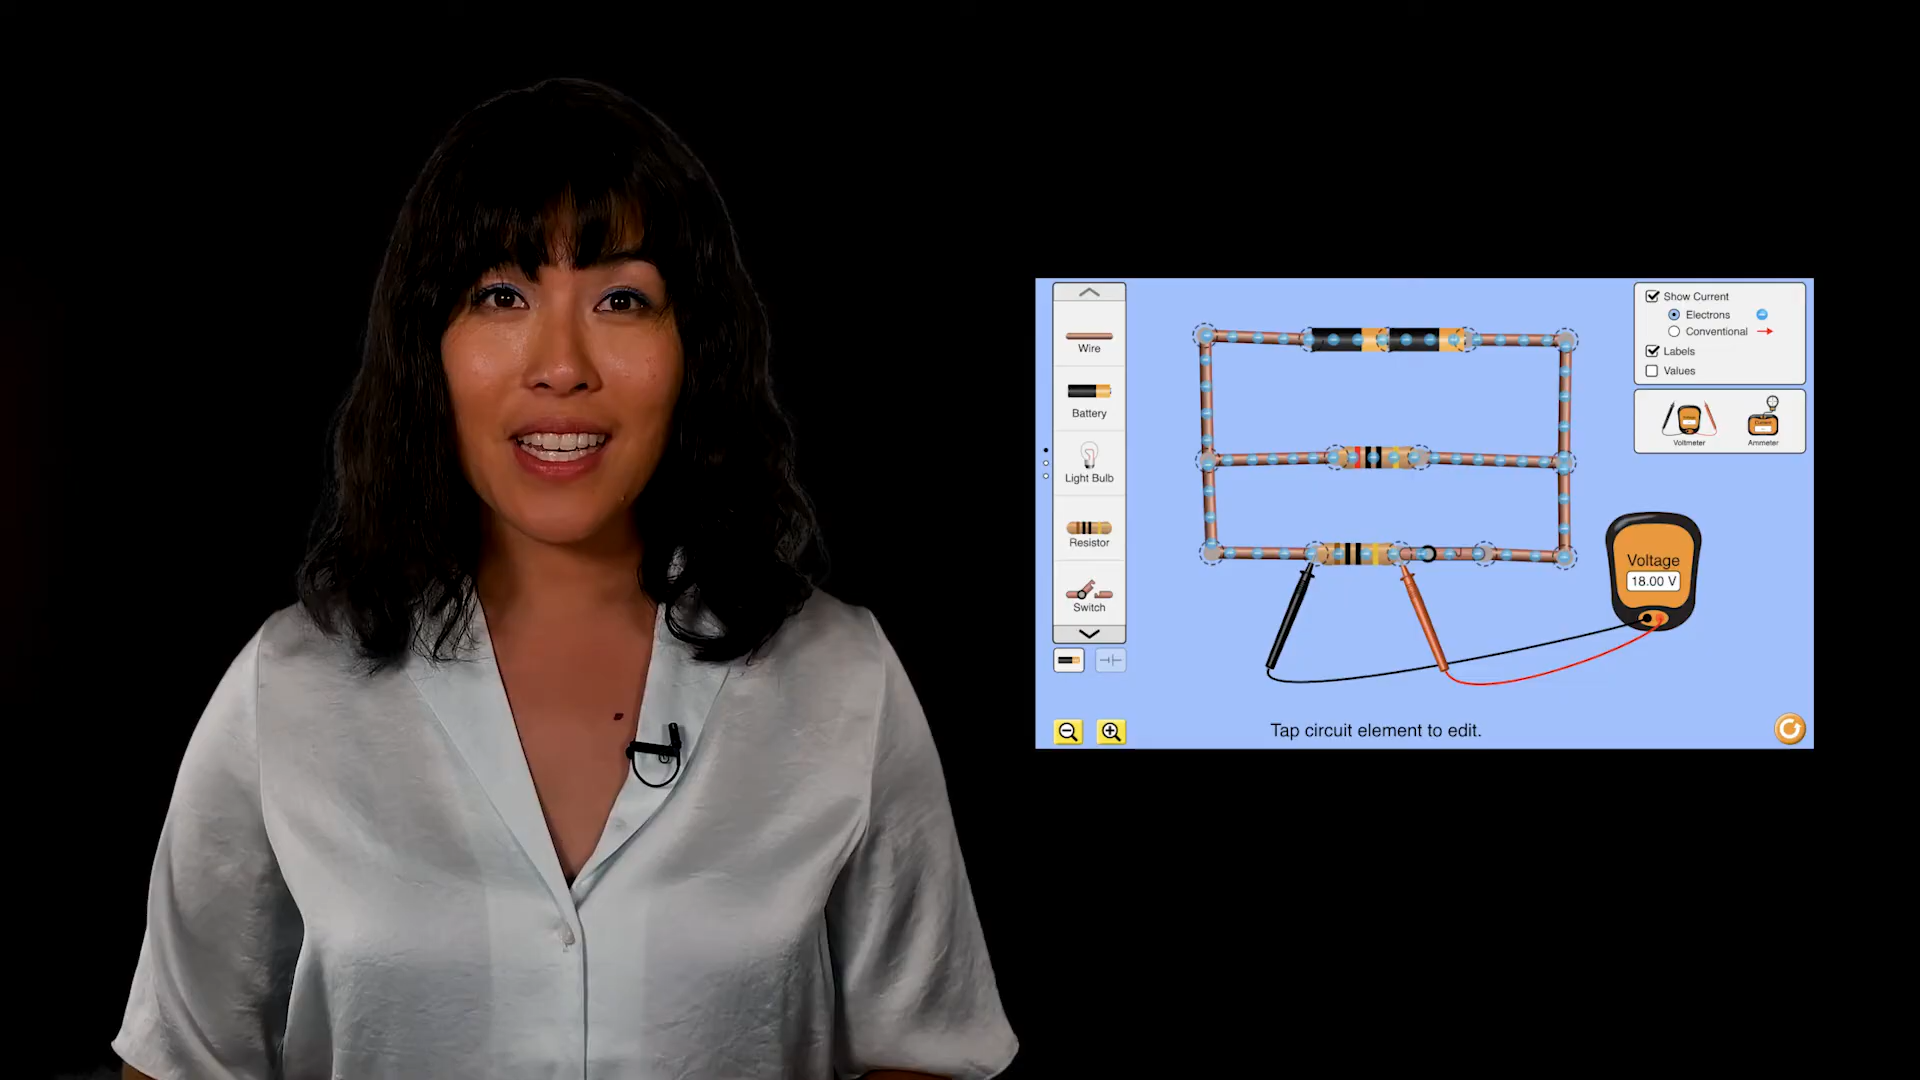 Wire
Battery
Light Bulb
Resistor
Switch
Show Current
Electrons
Conventional
Labels
Values
Voltmeter
Ammeter
Voltage
18.00 V
Tap circuit element to edit.